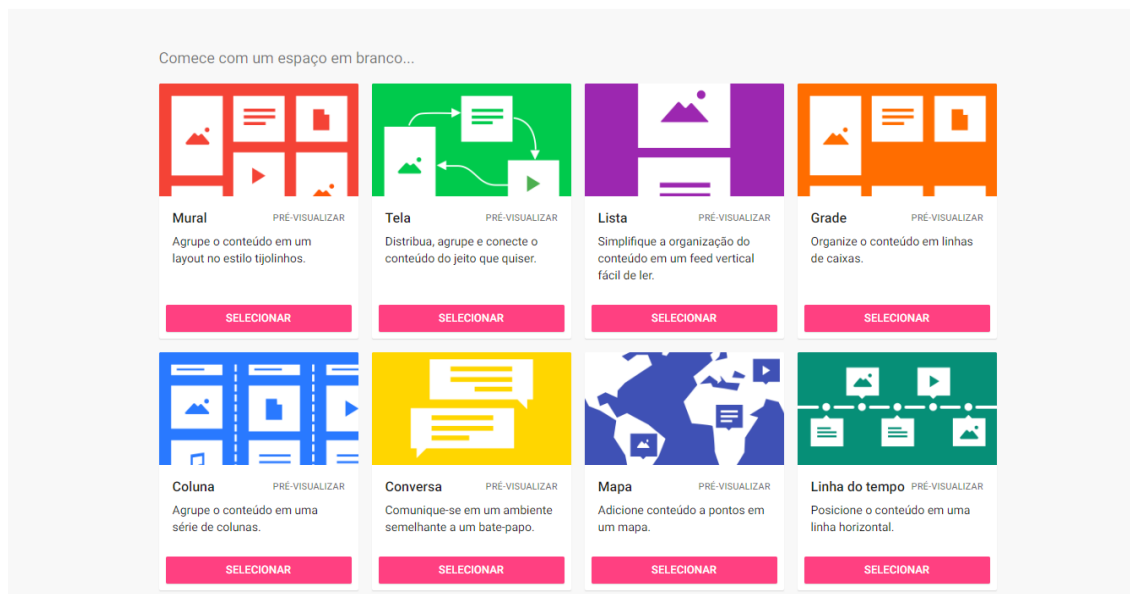 Comece com um espaço em branco...
Mural PRÉ-VISUALIZAR
Agrupe o conteúdo em um
layout no estilo tijolinhos.
SELECIONAR
Tela PRÉ-VISUALIZAR
Distribua, agrupe e conecte o
conteúdo do jeito que quiser.
SELECIONAR
Lista PRÉ-VISUALIZAR
Simplifique a organização do
conteúdo em um feed vertical
fácil de ler.
SELECIONAR
Grade PRÉ-VISUALIZAR
Organize o conteúdo em linhas
de caixas.
SELECIONAR
Coluna PRÉ-VISUALIZAR
Agrupe o conteúdo em uma
série de colunas.
SELECIONAR
Conversa PRÉ-VISUALIZAR
Comunique-se em um ambiente
semelhante a um bate-papo.
SELECIONAR
Mapa PRÉ-VISUALIZAR
Adicione conteúdo a pontos em
um mapa.
SELECIONAR
Linha do tempo PRÉ-VISUALIZAR
Posicione o conteúdo em uma
linha horizontal.
SELECIONAR